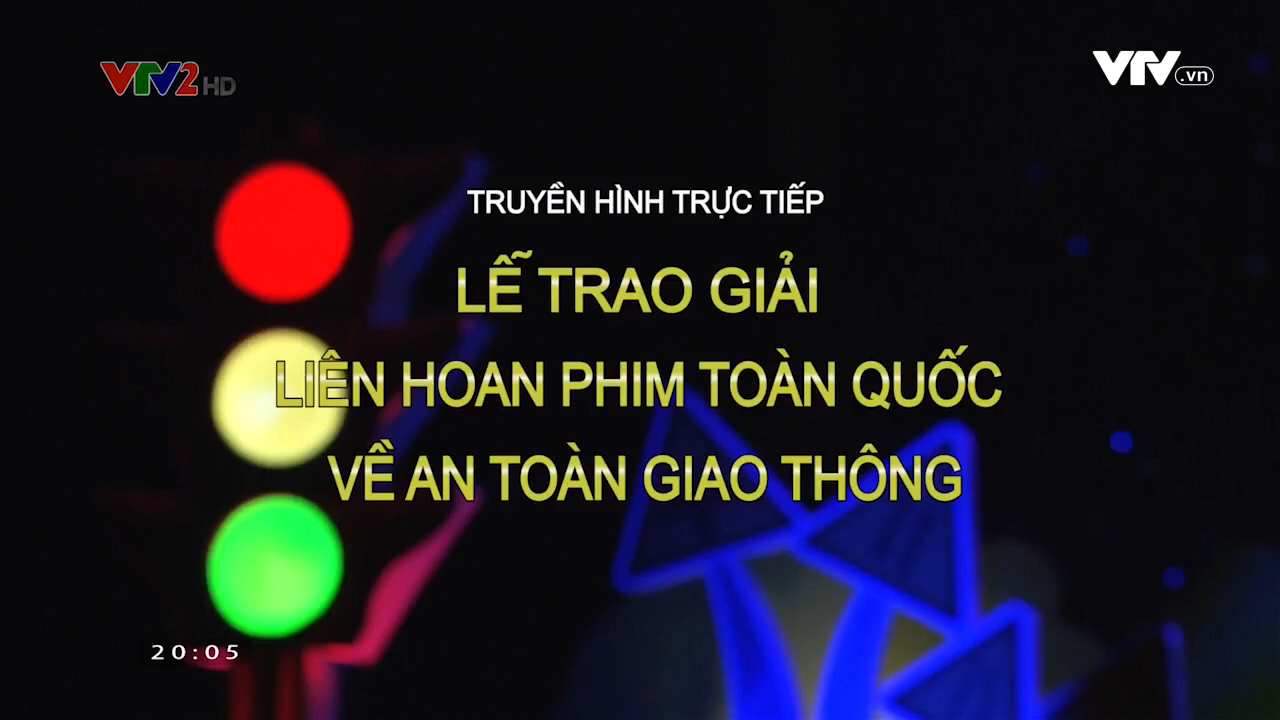 VTV2 HD
VTV.vn
TRUYỀN HÌNH TRỰC TIẾP
LỄ TRAO GIẢI
LIÊN HOAN PHIM TOÀN QUỐC
VỀ AN TOÀN GIAO THÔNG
20:05